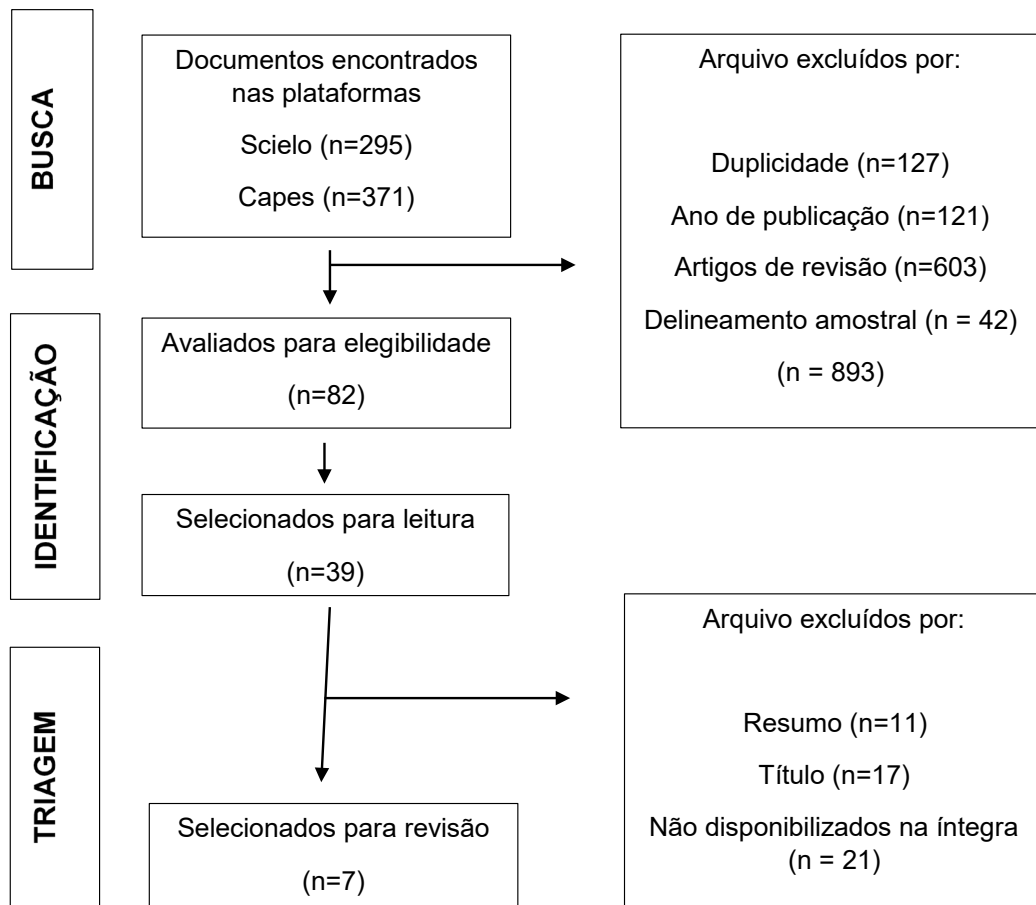 BUSCA
Documentos encontrados
nas plataformas
Scielo (n=295)
Capes (n=371)
Arquivo excluídos por:
Duplicidade (n=127)
Ano de publicação (n=121)
Artigos de revisão (n=603)
Delineamento amostral (n = 42)
(n = 893)
IDENTIFICAÇÃO
Avaliados para elegibilidade
(n=82)
Selecionados para leitura
(n=39)
TRIAGEM
Arquivo excluídos por:
Resumo (n=11)
Título (n=17)
Não disponibilizados na íntegra
(n = 21)
Selecionados para revisão
(n=7)